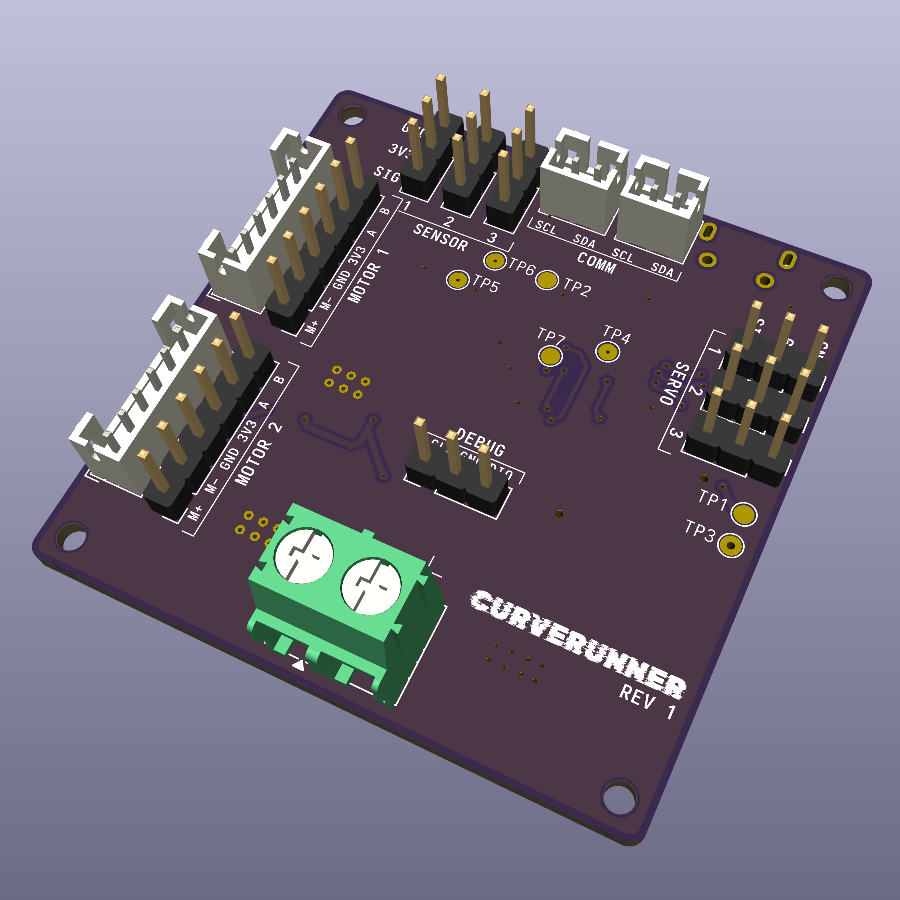 3V3
SIG
1
2
3
SENSOR
SCL SDA SCL SDA
COMM
M+ M- GND 3V3 A B
MOTOR 1
M+ M- GND 3V3 A B
MOTOR 2
TP6
TP5
TP2
TP7
TP4
1
2
3
SERVO
DEBUG
TP1
TP3
CURVERUNNER
REV 1